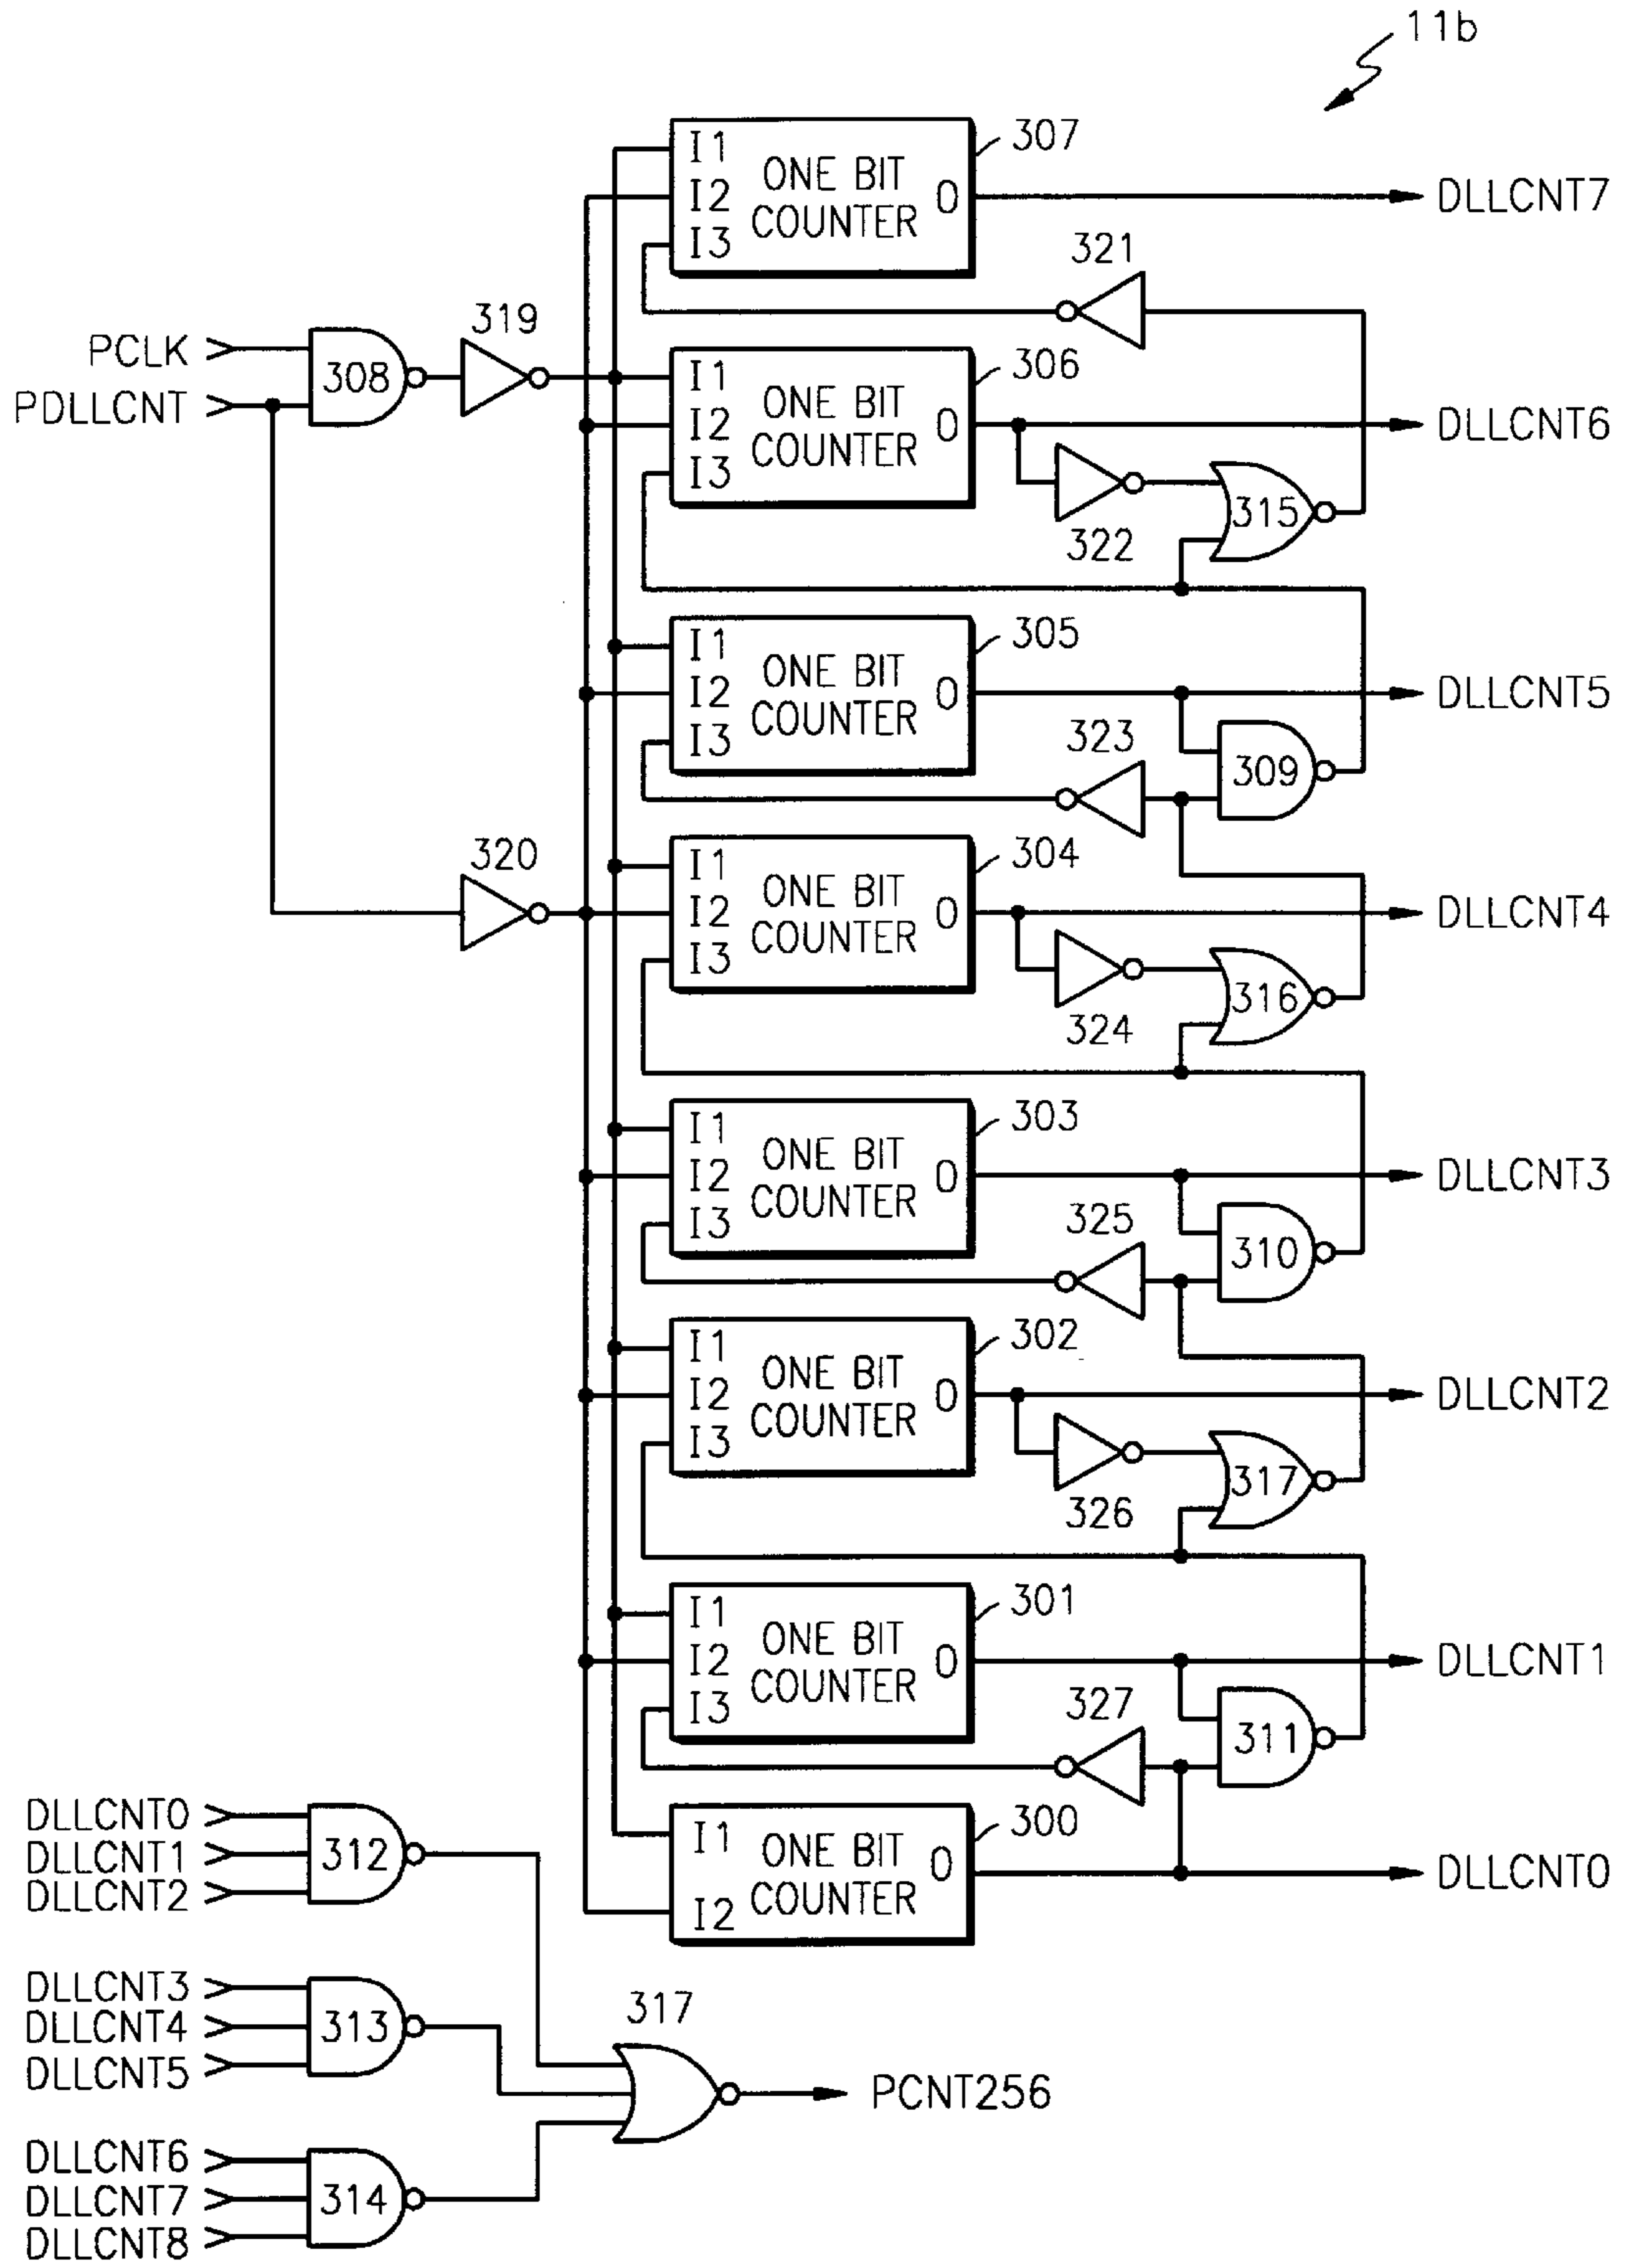 11b
307
I1
I2
I3
ONE BIT
COUNTER
O
DLLCNT7
321
319
PCLK
PDLLCNT
308
306
I1
I2
I3
ONE BIT
COUNTER
O
DLLCNT6
322
315
305
I1
I2
I3
ONE BIT
COUNTER
O
DLLCNT5
323
309
320
304
I1
I2
I3
ONE BIT
COUNTER
O
DLLCNT4
324
316
303
I1
I2
I3
ONE BIT
COUNTER
O
DLLCNT3
325
310
302
I1
I2
I3
ONE BIT
COUNTER
O
DLLCNT2
326
317
301
I1
I2
I3
ONE BIT
COUNTER
O
DLLCNT1
327
311
300
I1
I2
ONE BIT
COUNTER
O
DLLCNT0
DLLCNT0
DLLCNT1
DLLCNT2
312
DLLCNT3
DLLCNT4
DLLCNT5
313
317
PCNT256
DLLCNT6
DLLCNT7
DLLCNT8
314